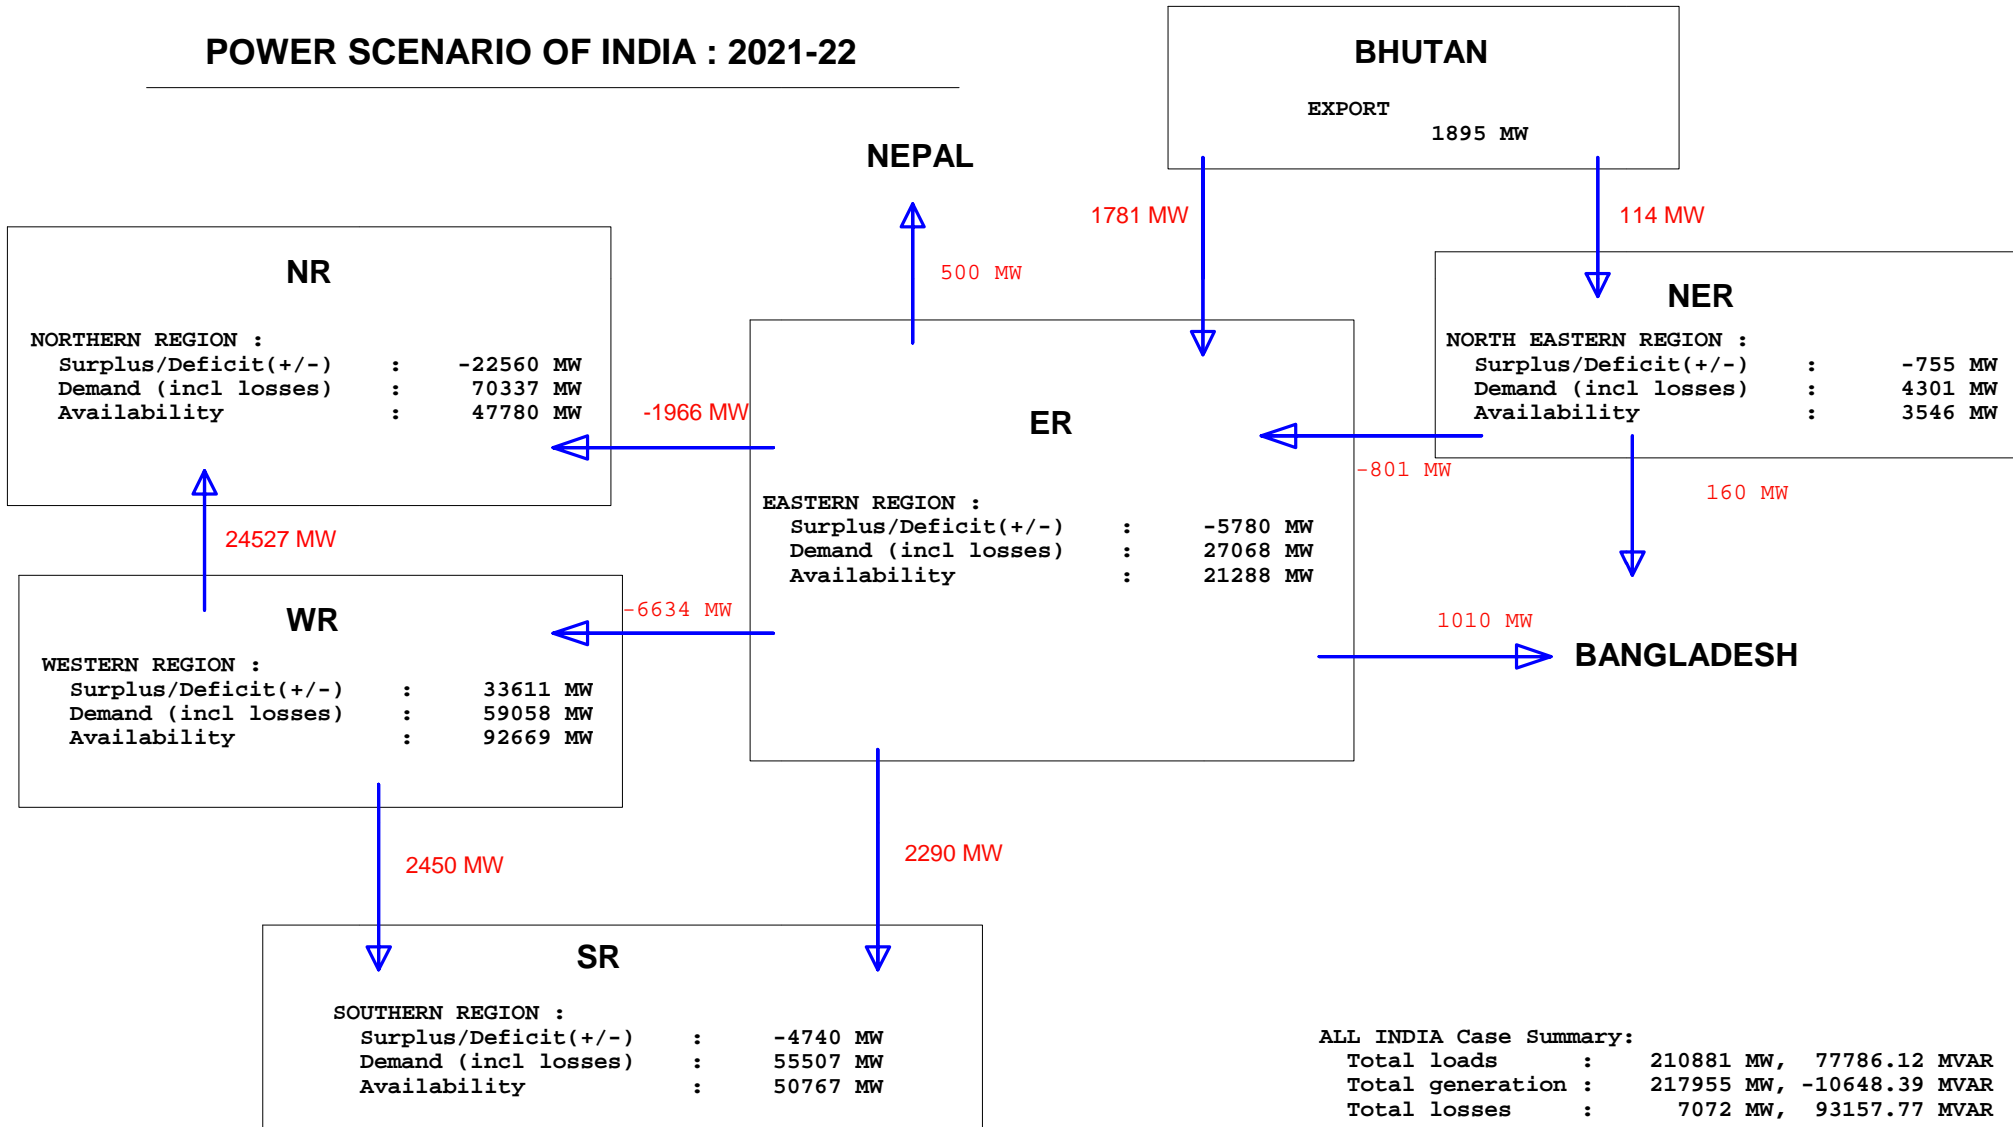 POWER SCENARIO OF INDIA : 2021-22
BHUTAN
EXPORT
1895 MW
NEPAL
1781 MW
114 MW
500 MW
NR
NORTHERN REGION :
Surplus/Deficit(+/-) : -22560 MW
Demand (incl losses) : 70337 MW
Availability : 47780 MW
NER
NORTH EASTERN REGION :
Surplus/Deficit(+/-) : -755 MW
Demand (incl losses) : 4301 MW
Availability : 3546 MW
-1966 MW
ER
-801 MW
160 MW
EASTERN REGION :
Surplus/Deficit(+/-) : -5780 MW
Demand (incl losses) : 27068 MW
Availability : 21288 MW
24527 MW
-6634 MW
WR
WESTERN REGION :
Surplus/Deficit(+/-) : 33611 MW
Demand (incl losses) : 59058 MW
Availability : 92669 MW
1010 MW
BANGLADESH
2450 MW
2290 MW
SR
SOUTHERN REGION :
Surplus/Deficit(+/-) : -4740 MW
Demand (incl losses) : 55507 MW
Availability : 50767 MW
ALL INDIA Case Summary:
Total loads : 210881 MW, 77786.12 MVAR
Total generation : 217955 MW, -10648.39 MVAR
Total losses : 7072 MW, 93157.77 MVAR